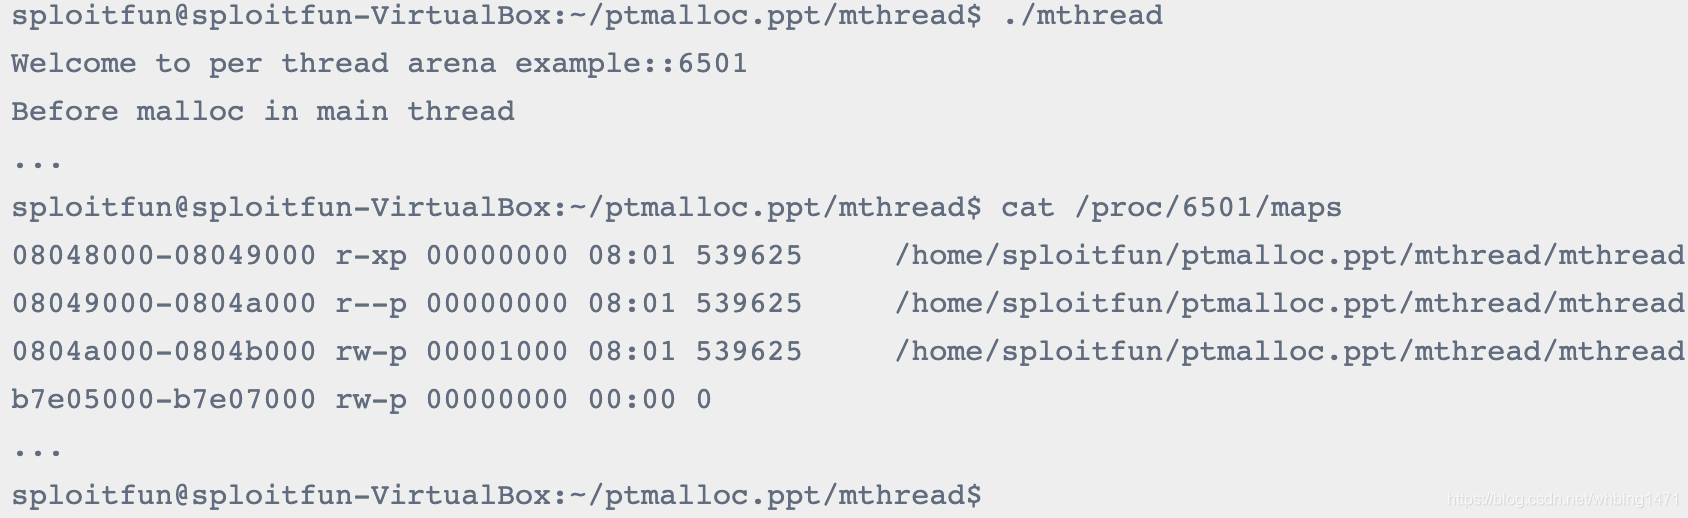 sploitfun@sploitfun-VirtualBox:~/ptmalloc.ppt/mthread$ ./mthread
Welcome to per thread arena example::6501
Before malloc in main thread
...
sploitfun@sploitfun-VirtualBox:~/ptmalloc.ppt/mthread$ cat /proc/6501/maps
08048000-08049000 r-xp 00000000 08:01 539625     /home/sploitfun/ptmalloc.ppt/mthread/mthread
08049000-0804a000 r--p 00000000 08:01 539625     /home/sploitfun/ptmalloc.ppt/mthread/mthread
0804a000-0804b000 rw-p 00001000 08:01 539625     /home/sploitfun/ptmalloc.ppt/mthread/mthread
b7e05000-b7e07000 rw-p 00000000 00:00 0
...
sploitfun@sploitfun-VirtualBox:~/ptmalloc.ppt/mthread$
https://blog.csdn.net/whbing1471